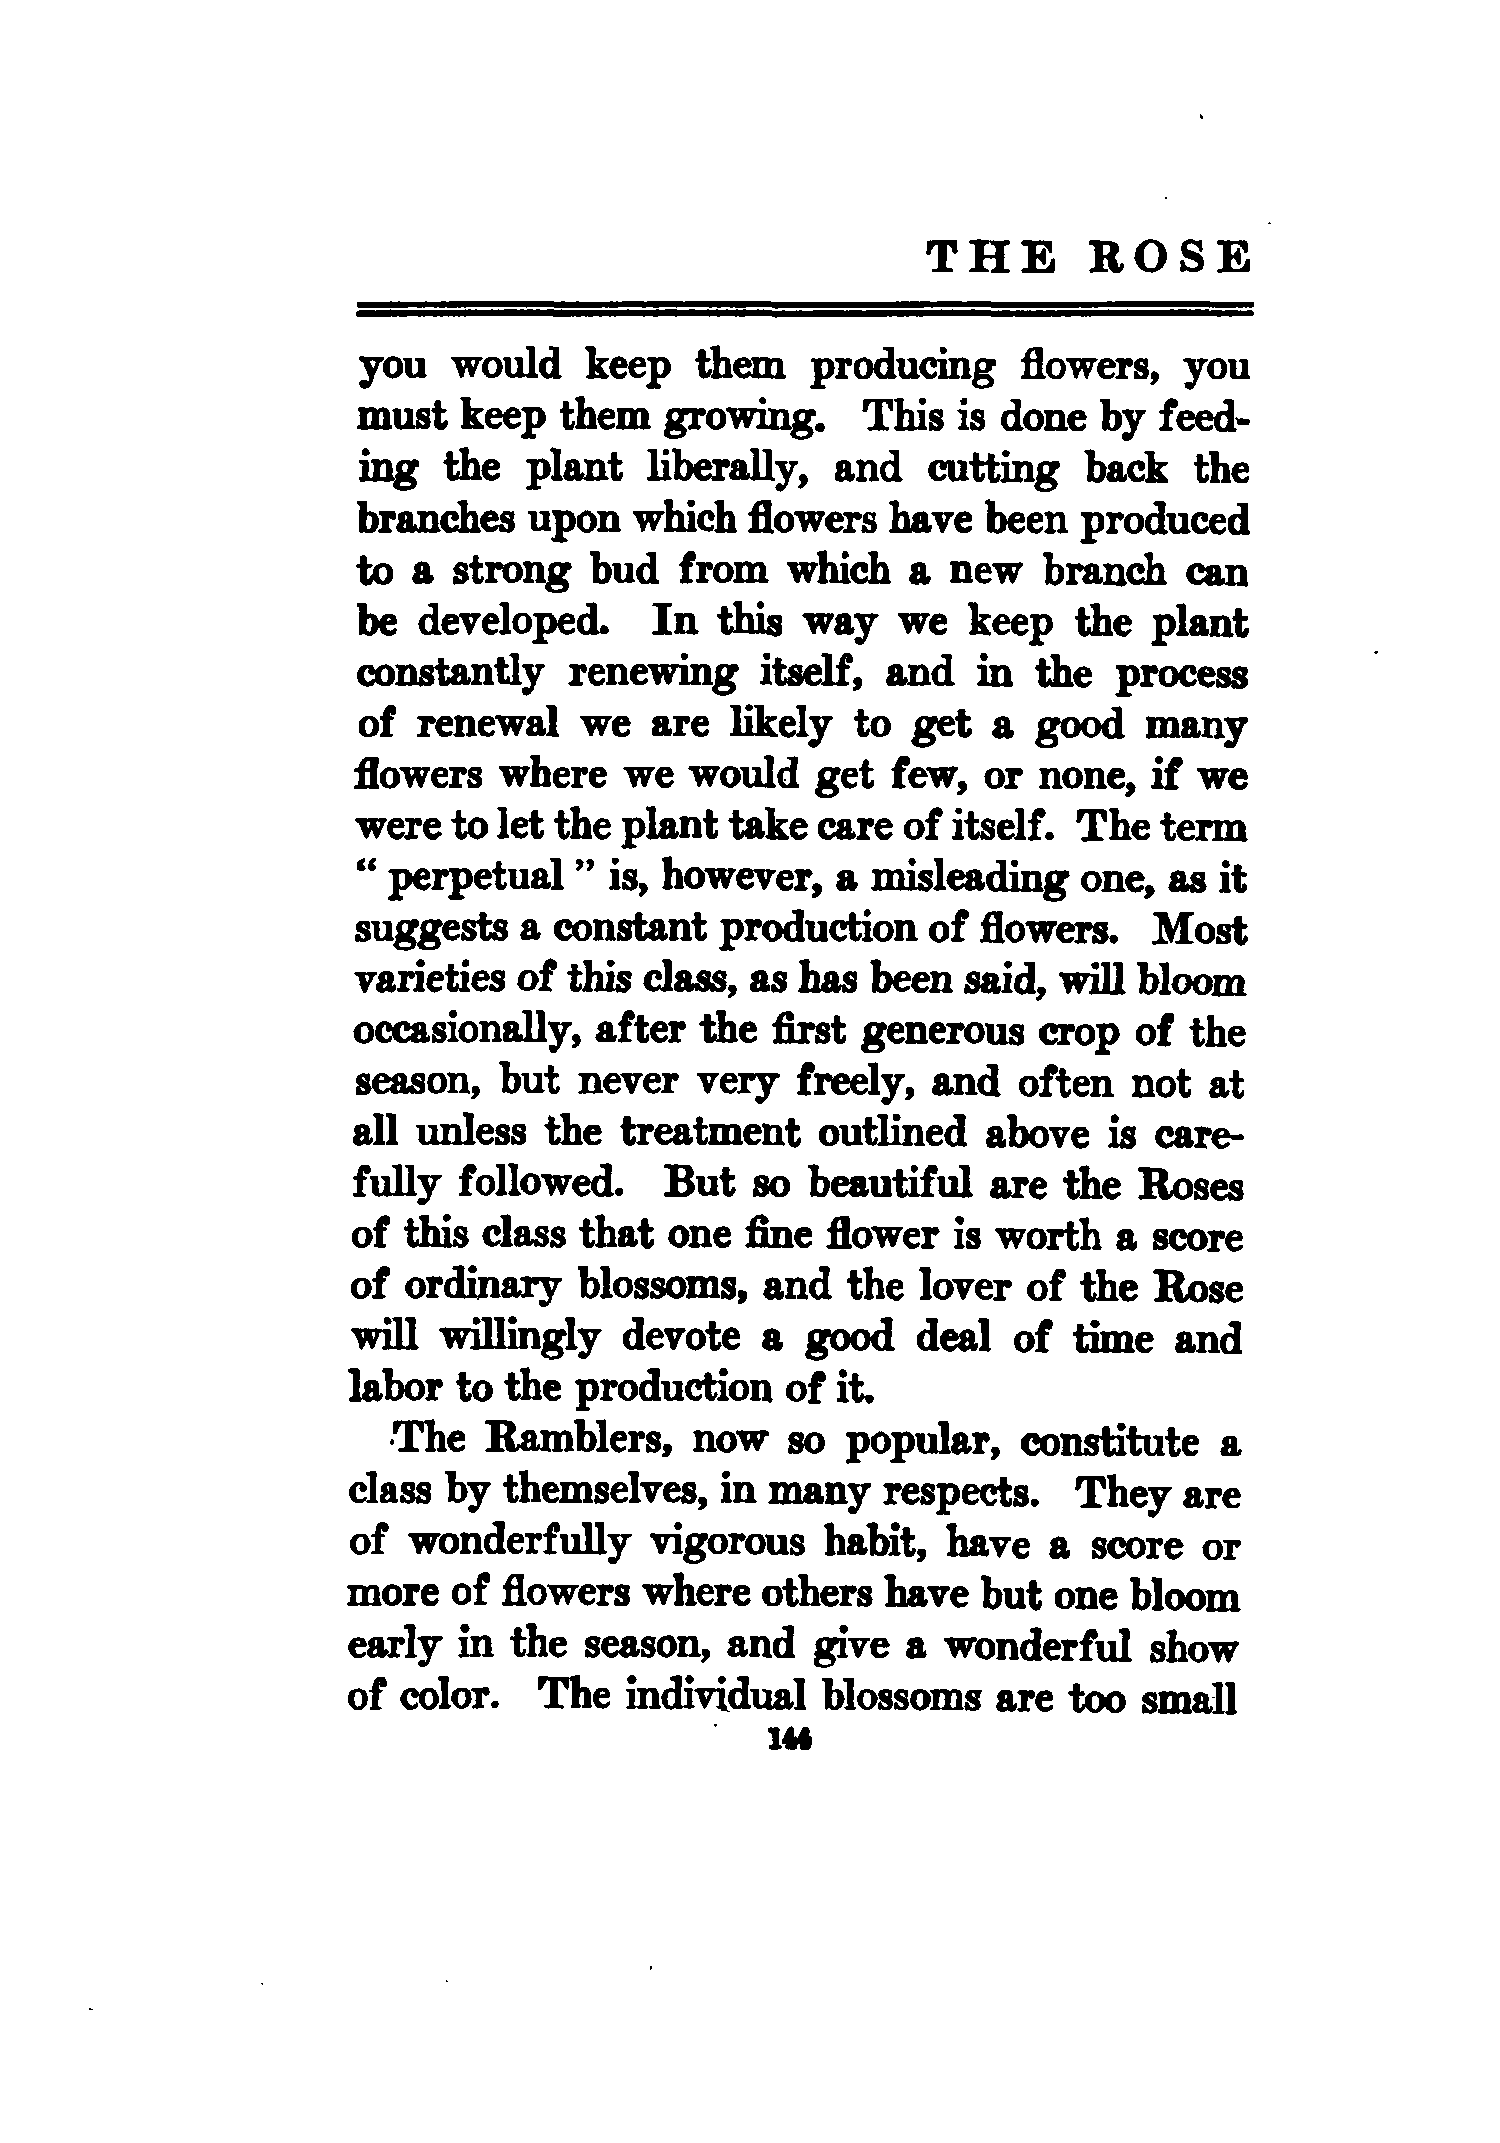 THE ROSE
you would keep them producing flowers, you
must keep them growing. This is done by feed-
ing the plant liberally, and cutting back the
branches upon which flowers have been produced
to a strong bud from which a new branch can
be developed. In this way we keep the plant
constantly renewing itself, and in the process
of renewal we are likely to get a good many
flowers where we would get few, or none, if we
were to let the plant take care of itself. The term
“ perpetual ” is, however, a misleading one, as it
suggests a constant production of flowers. Most
varieties of this class, as has been said, will bloom
occasionally, after the first generous crop of the
season, but never very freely, and often not at
all unless the treatment outlined above is care-
fully followed. But so beautiful are the Roses
of this class that one fine flower is worth a score
of ordinary blossoms, and the lover of the Rose
will willingly devote a good deal of time and
labor to the production of it.
The Ramblers, now so popular, constitute a
class by themselves, in many respects. They are
of wonderfully vigorous habit, have a score or
more of flowers where others have but one bloom
early in the season, and give a wonderful show
of color. The individual blossoms are too small
144